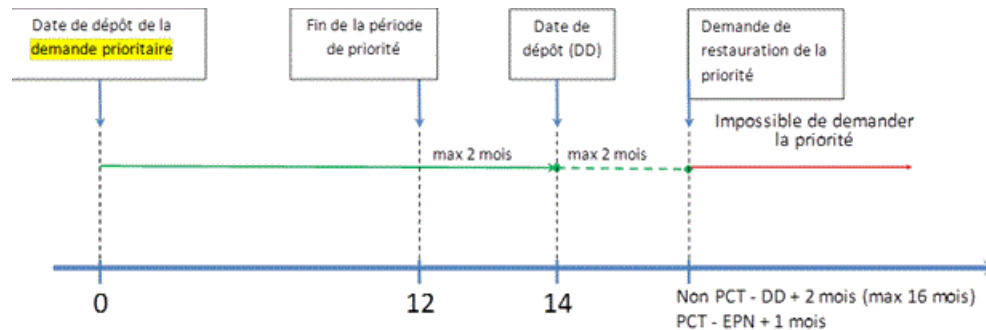 Date de dépôt de la
demande prioritaire
Fin de la période
de priorité
Date de
dépôt (DD)
Demande de
restauration de la
priorité
Impossible de demander
la priorité
max 2 mois
max 2 mois
0
12
14
Non PCT - DD + 2 mois (max 16 mois)
PCT - EPN + 1 mois